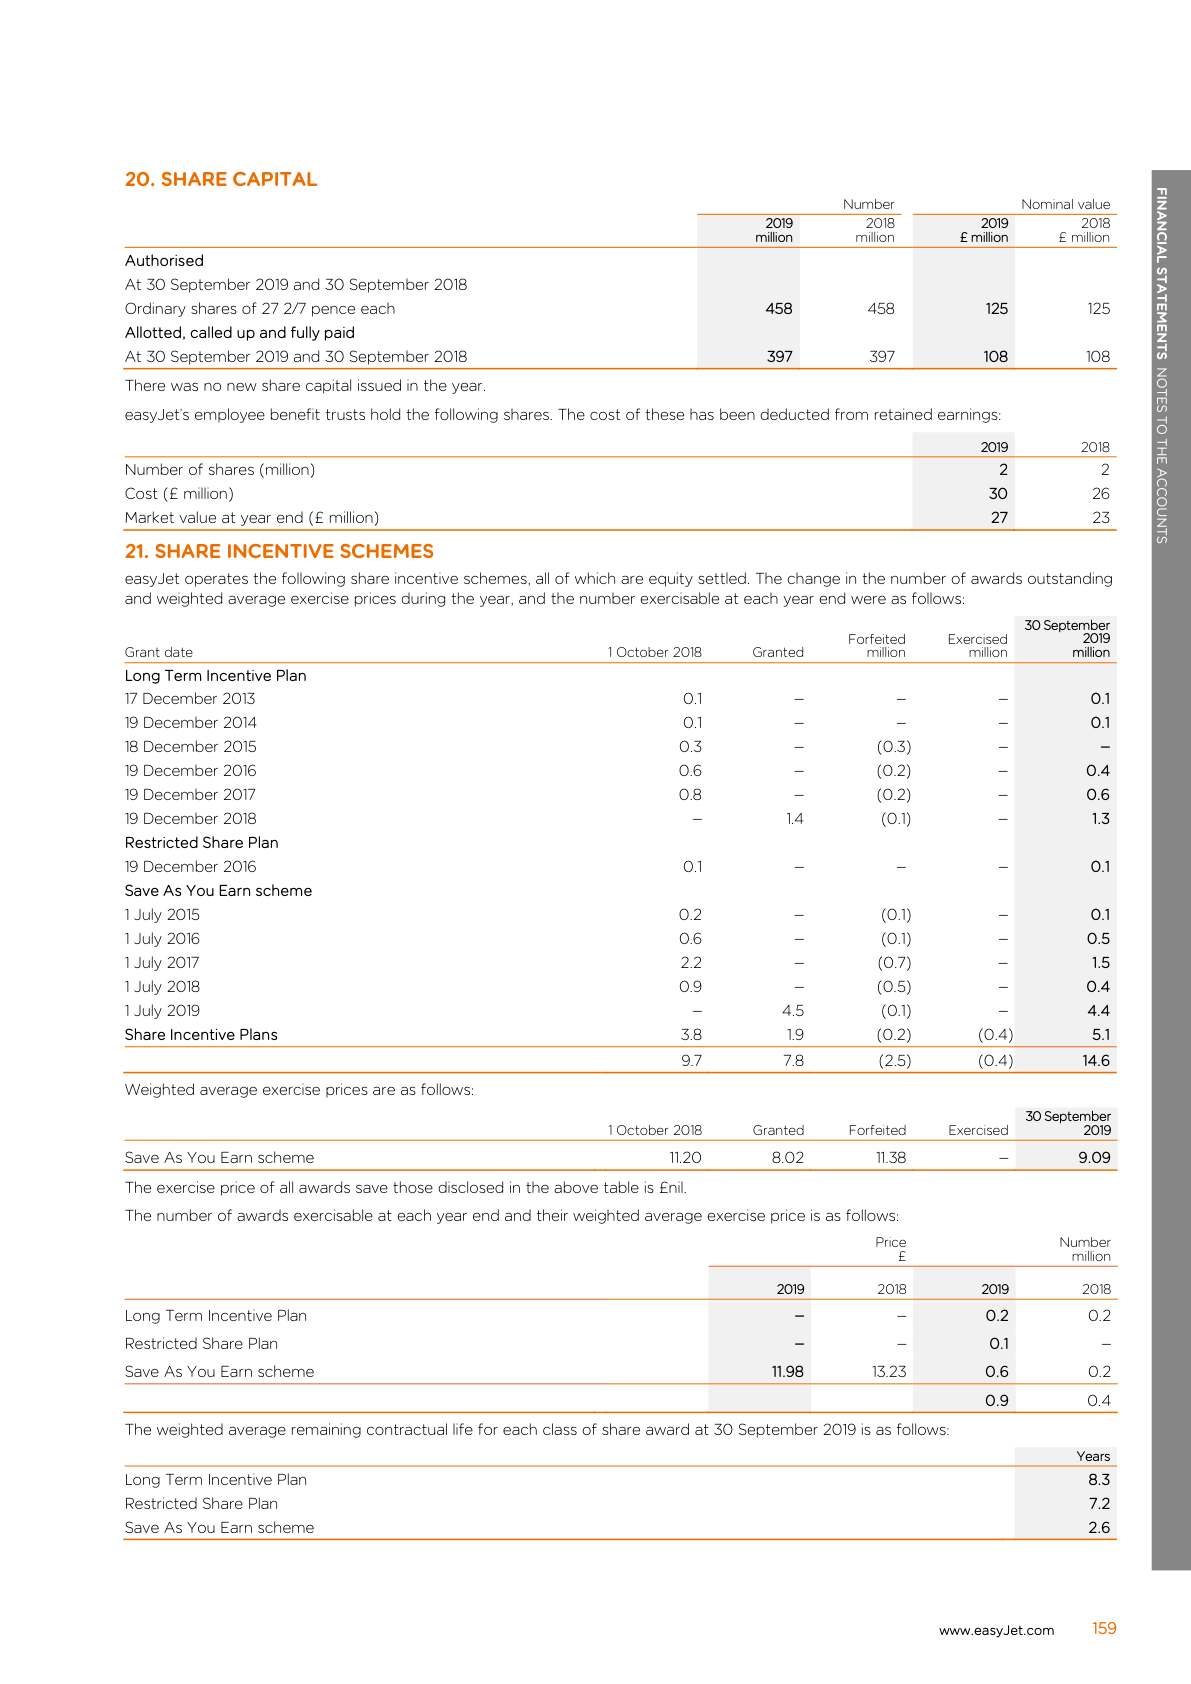 20. SHARE CAPITAL
Number Nominal value
2019 million 2018 million 2019 £ million 2018 £ million
Authorised
At 30 September 2019 and 30 September 2018
Ordinary shares of 27 2/7 pence each 458 458 125 125
Allotted, called up and fully paid
At 30 September 2019 and 30 September 2018 397 397 108 108
There was no new share capital issued in the year.
easyJet's employee benefit trusts hold the following shares. The cost of these has been deducted from retained earnings:
2019 2018
Number of shares (million) 2 2
Cost (£ million) 30 26
Market value at year end (£ million) 27 23
21. SHARE INCENTIVE SCHEMES
easyJet operates the following share incentive schemes, all of which are equity settled. The change in the number of awards outstanding
and weighted average exercise prices during the year, and the number exercisable at each year end were as follows:
Grant date 1 October 2018 Granted Forfeited million Exercised million 30 September 2019 million
Long Term Incentive Plan
17 December 2013 0.1 – – – 0.1
19 December 2014 0.1 – – – 0.1
18 December 2015 0.3 – (0.3) – –
19 December 2016 0.6 – (0.2) – 0.4
19 December 2017 0.8 – (0.2) – 0.6
19 December 2018 – 1.4 (0.1) – 1.3
Restricted Share Plan
19 December 2016 0.1 – – – 0.1
Save As You Earn scheme
1 July 2015 0.2 – (0.1) – 0.1
1 July 2016 0.6 – (0.1) – 0.5
1 July 2017 2.2 – (0.7) – 1.5
1 July 2018 0.9 – (0.5) – 0.4
1 July 2019 – 4.5 (0.1) – 4.4
Share Incentive Plans 3.8 1.9 (0.2) (0.4) 5.1
9.7 7.8 (2.5) (0.4) 14.6
Weighted average exercise prices are as follows:
1 October 2018 Granted Forfeited Exercised 30 September 2019
Save As You Earn scheme 11.20 8.02 11.38 – 9.09
The exercise price of all awards save those disclosed in the above table is £nil.
The number of awards exercisable at each year end and their weighted average exercise price is as follows:
Price £ Number million
2019 2018 2019 2018
Long Term Incentive Plan – – 0.2 0.2
Restricted Share Plan – – 0.1 –
Save As You Earn scheme 11.98 13.23 0.6 0.2
0.9 0.4
The weighted average remaining contractual life for each class of share award at 30 September 2019 is as follows:
Years
Long Term Incentive Plan 8.3
Restricted Share Plan 7.2
Save As You Earn scheme 2.6
FINANCIAL STATEMENTS NOTES TO THE ACCOUNTS
www.easyJet.com 159